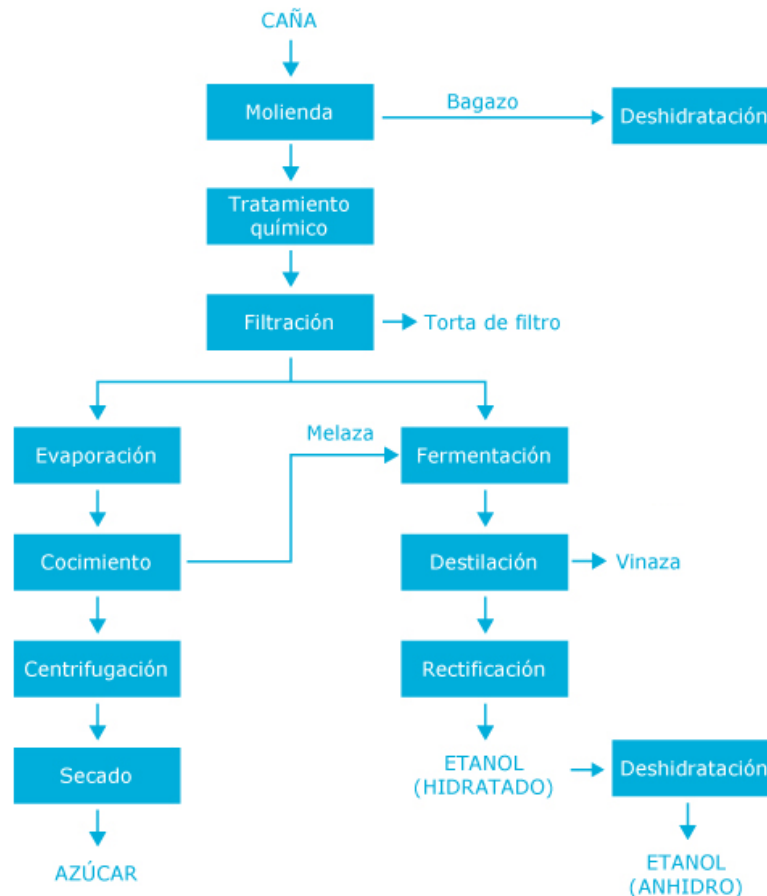 CAÑA
Molienda
Bagazo
Deshidratación
Tratamiento
químico
Filtración
Torta de filtro
Evaporación
Melaza
Fermentación
Cocimiento
Destilación
Vinaza
Centrifugación
Rectificación
Secado
ETANOL
(HIDRATADO)
Deshidratación
AZÚCAR
ETANOL
(ANHIDRO)